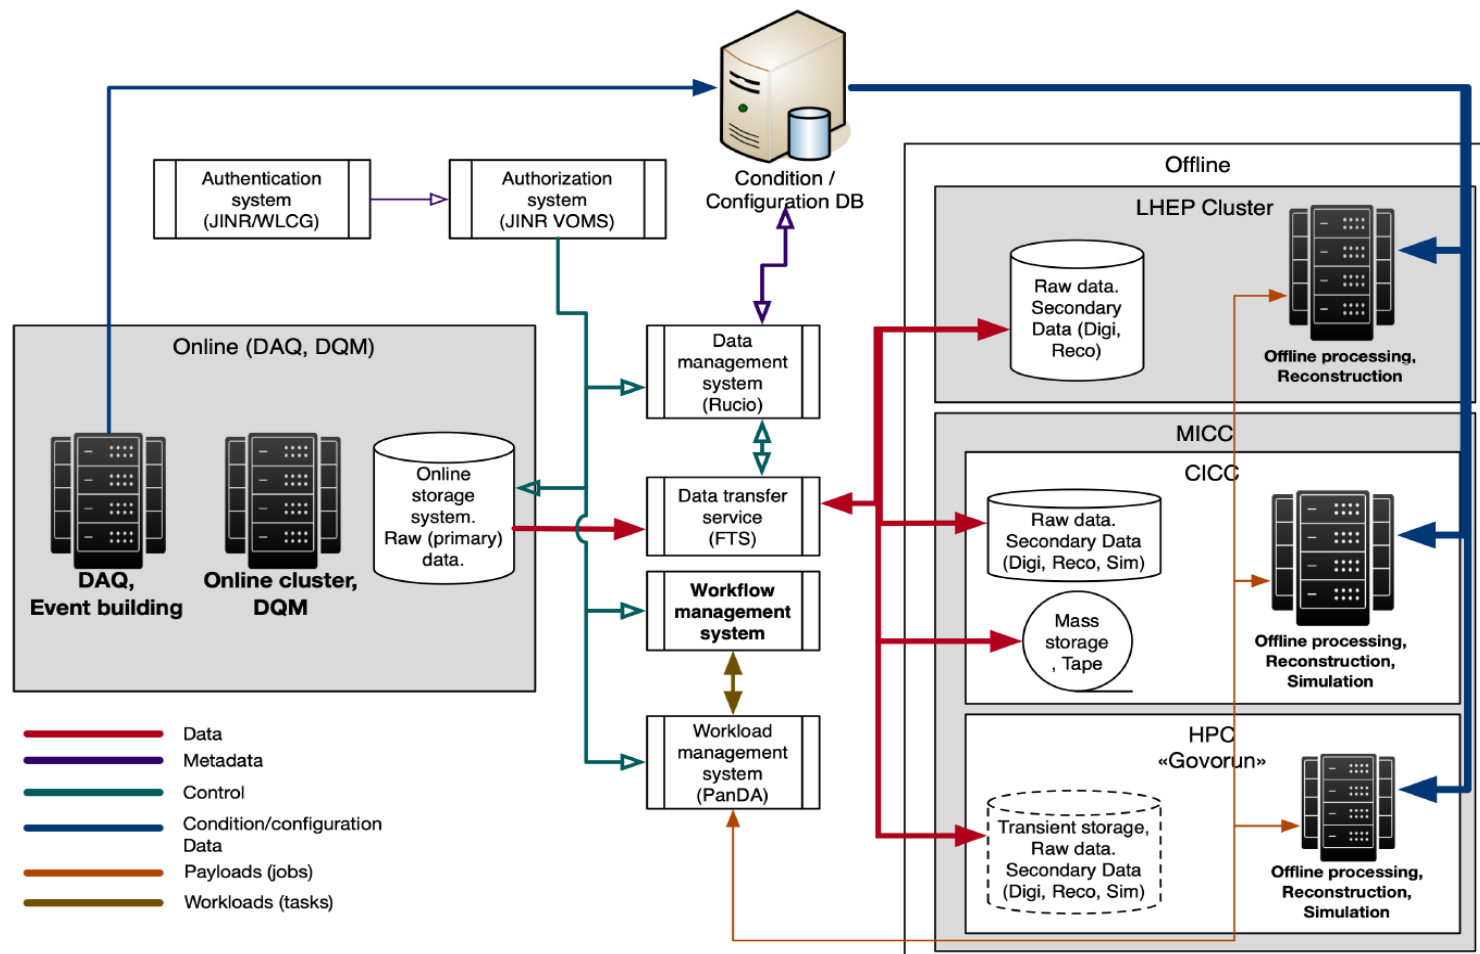 Condition /
Configuration DB
Authentication
system
(JINR/WLCG)
Authorization
system
(JINR VOMS)
Online (DAQ, DQM)
DAQ,
Event building
Online cluster,
DQM
Online
storage
system.
Raw (primary)
data.
Data
management
system
(Rucio)
Data transfer
service
(FTS)
Workflow
management
system
Workload
management
system
(PanDA)
Offline
LHEP Cluster
Raw data.
Secondary
Data (Digi,
Reco)
Offline processing,
Reconstruction
MICC
CICC
Raw data.
Secondary Data
(Digi, Reco, Sim)
Mass
storage
, Tape
Offline processing,
Reconstruction,
Simulation
HPC
«Govorun»
Transient storage,
Raw data.
Secondary Data
(Digi, Reco, Sim)
Offline processing,
Reconstruction,
Simulation
Data
Metadata
Control
Condition/configuration
Data
Payloads (jobs)
Workloads (tasks)